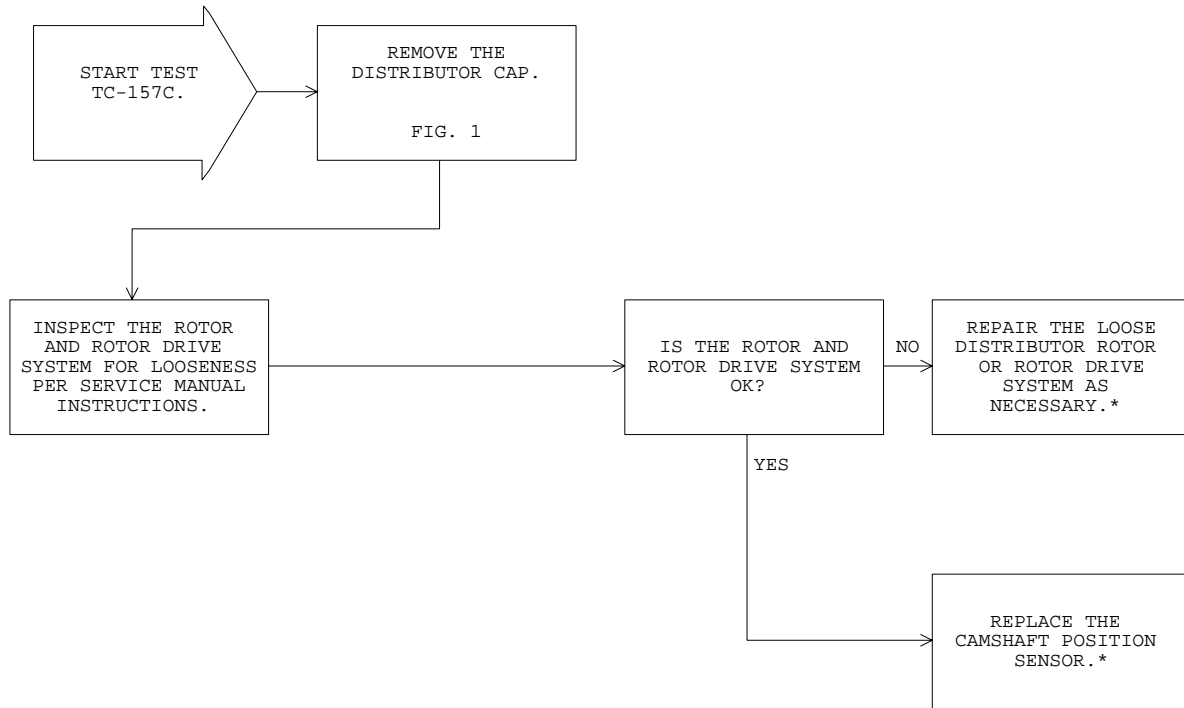 START TEST
TC-157C.
REMOVE THE
DISTRIBUTOR CAP.
FIG. 1
INSPECT THE ROTOR
AND ROTOR DRIVE
SYSTEM FOR LOOSENESS
PER SERVICE MANUAL
INSTRUCTIONS.
IS THE ROTOR AND
ROTOR DRIVE SYSTEM
OK?
NO
REPAIR THE LOOSE
DISTRIBUTOR ROTOR
OR ROTOR DRIVE
SYSTEM AS
NECESSARY.*
YES
REPLACE THE
CAMSHAFT POSITION
SENSOR.*